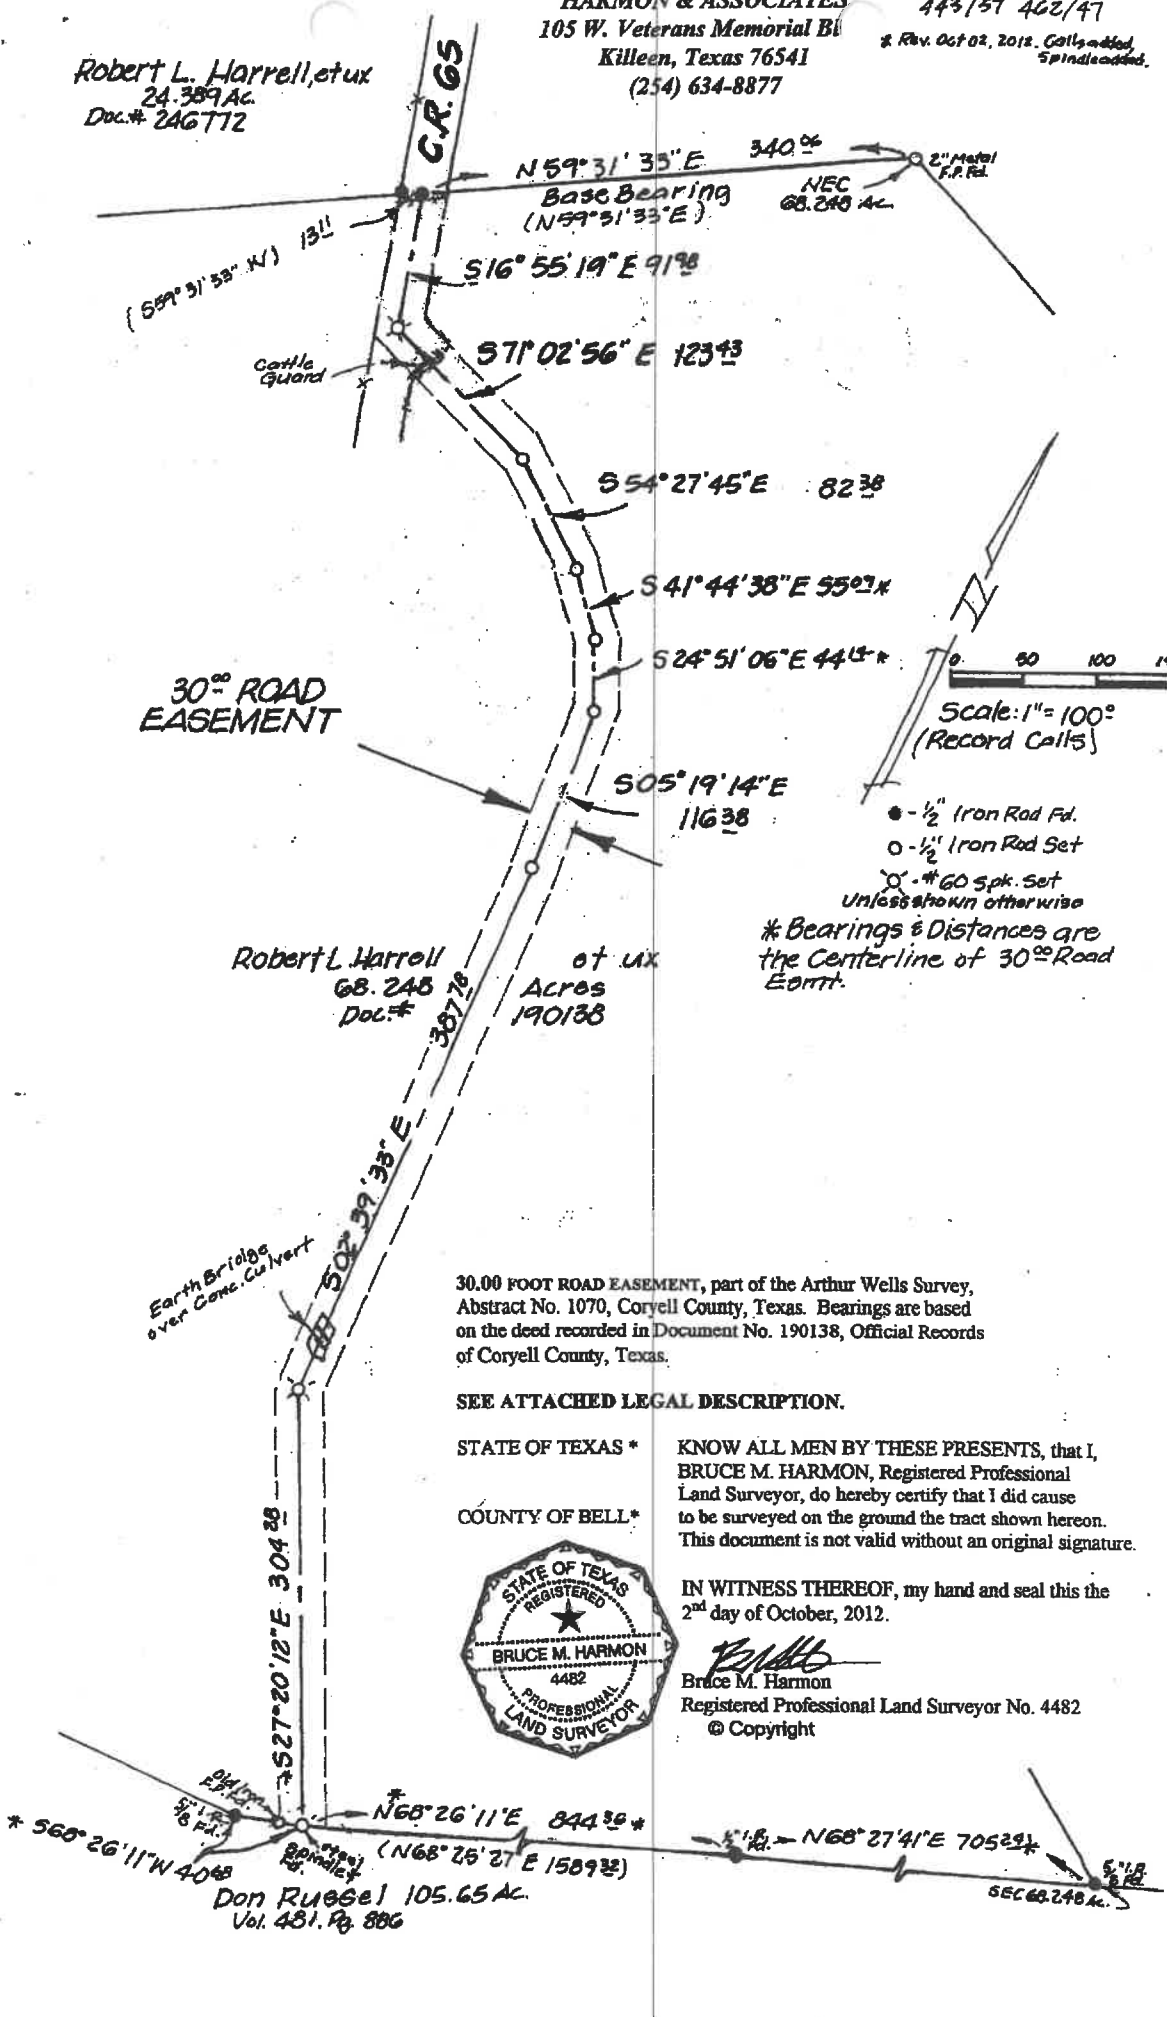 HARMON & ASSOCIATES
105 W. Veterans Memorial Bl
Killeen, Texas 76541
(254) 634-8877
443/57 462/47
* Rev. Oct 02, 2012. Calls added,
Spindle added.
Robert L. Harrell, et ux
24.389 Ac.
Doc.# 246772
C.R. 65
N 59° 31' 33" E 340.06
Base Bearing
(N59°31'33"E)
NEC
68.248 Ac.
2" Metal
F.P. Fd.
(S59°31'33" W) 13.11
S16° 55' 19" E 91.98
S71° 02' 56" E 123.43
Cattle
Guard
S 54° 27' 45" E 82.38
S 41° 44' 38" E 55.09 *
S 24° 51' 06" E 44.14 *
30.00 ROAD
EASEMENT
0 50 100
Scale: 1" = 100.0
(Record Calls)
S05° 19' 14" E
116.38
● - 1/2" Iron Rod Fd.
○ - 1/2" Iron Rod Set
- #60 Spk. Set
Unless shown otherwise
* Bearings & Distances are
the Centerline of 30.00 Road
Esmt.
Robert L. Harrell et ux
68.248 Acres
Doc.# 190138
S02° 39' 33" E 387.78
Earth Bridge
over Conc. Culvert
30.00 FOOT ROAD EASEMENT, part of the Arthur Wells Survey,
Abstract No. 1070, Coryell County, Texas. Bearings are based
on the deed recorded in Document No. 190138, Official Records
of Coryell County, Texas.
SEE ATTACHED LEGAL DESCRIPTION.
STATE OF TEXAS *
COUNTY OF BELL*
KNOW ALL MEN BY THESE PRESENTS, that I,
BRUCE M. HARMON, Registered Professional
Land Surveyor, do hereby certify that I did cause
to be surveyed on the ground the tract shown hereon.
This document is not valid without an original signature.
IN WITNESS THEREOF, my hand and seal this the
2nd day of October, 2012.
Bruce M. Harmon
Registered Professional Land Surveyor No. 4482
© Copyright
STATE OF TEXAS
REGISTERED
BRUCE M. HARMON
4482
PROFESSIONAL
LAND SURVEYOR
*S27°20'12"E 304.28
Old Iron
F.P. Fd.
5/8" I.R.
Fd.
* S68° 26' 11" W 40.68
Steel
Spindle *
Fd.
* N68° 26' 11" E 844.36 *
(N68° 25' 27" E 1589.32)
1/2" I.R.
Fd.
N68° 27' 41" E 705.29 *
5/8" I.R.
Fd.
SEC 68.248 Ac.
Don Russel 105.65 Ac.
Vol. 481, Pg. 886